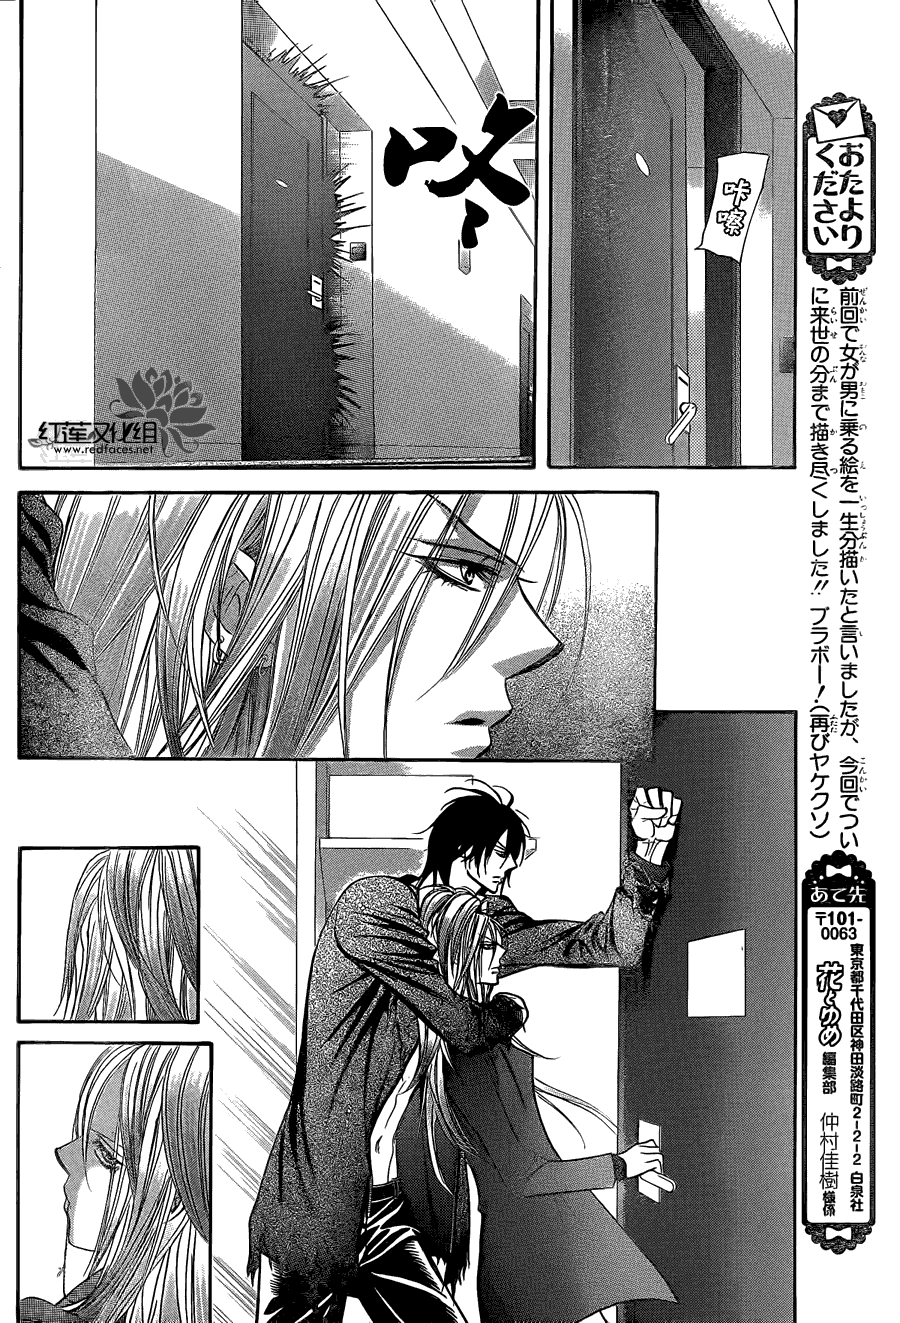 咔嚓
咚
おたより
ください
前回で女が男に乗る絵を一生分描いたと言いましたが、今回でつい
に来世の分まで描き尽くしました!! ブラボー!(再びヤケクソ)
あて先
〒101-
0063
東京都千代田区神田淡路町2-2-2 白泉社
花とゆめ 編集部 仲村佳樹 様係
红莲汉化组
www.redfaces.net